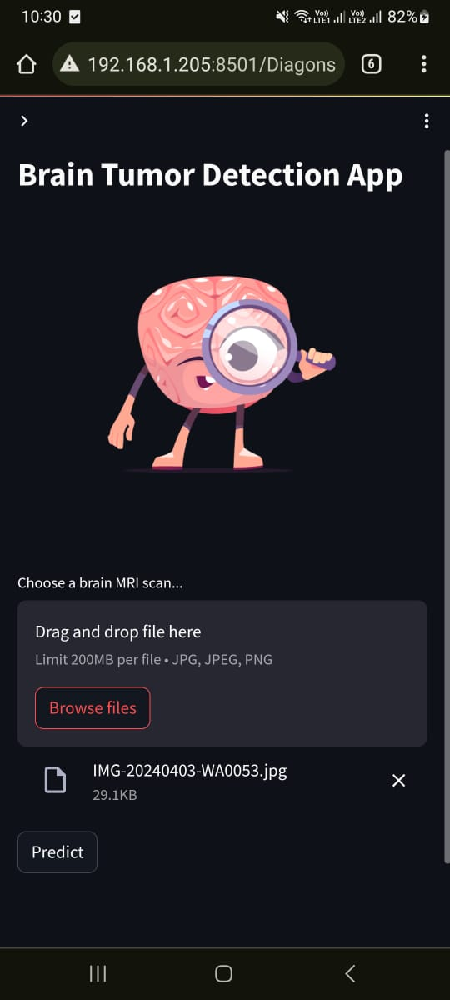 10:30 Vo)) LTE1 Vo)) LTE2 82%
192.168.1.205:8501/Diagons 6
Brain Tumor Detection App
Choose a brain MRI scan...
Drag and drop file here
Limit 200MB per file • JPG, JPEG, PNG
Browse files
IMG-20240403-WA0053.jpg
29.1KB
Predict